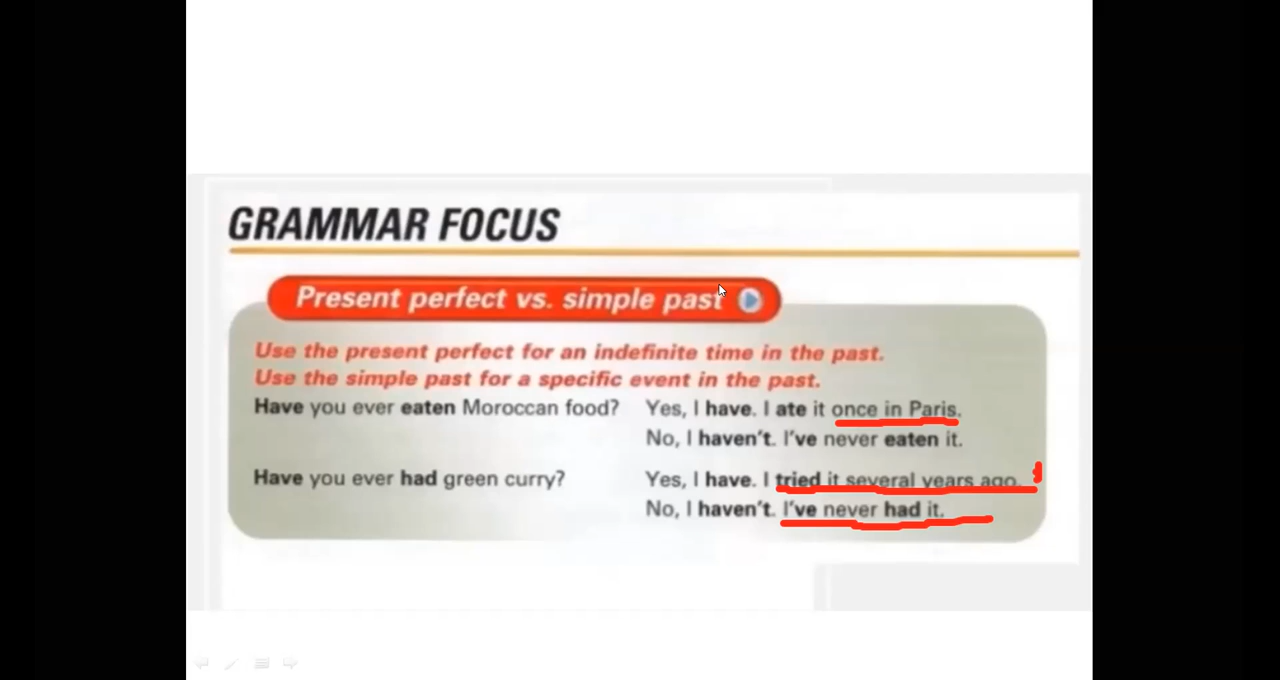 GRAMMAR FOCUS
Present perfect vs. simple past
Use the present perfect for an indefinite time in the past.
Use the simple past for a specific event in the past.
Have you ever eaten Moroccan food? Yes, I have. I ate it once in Paris.
No, I haven't. I've never eaten it.
Have you ever had green curry? Yes, I have. I tried it several years ago.
No, I haven't. I've never had it.